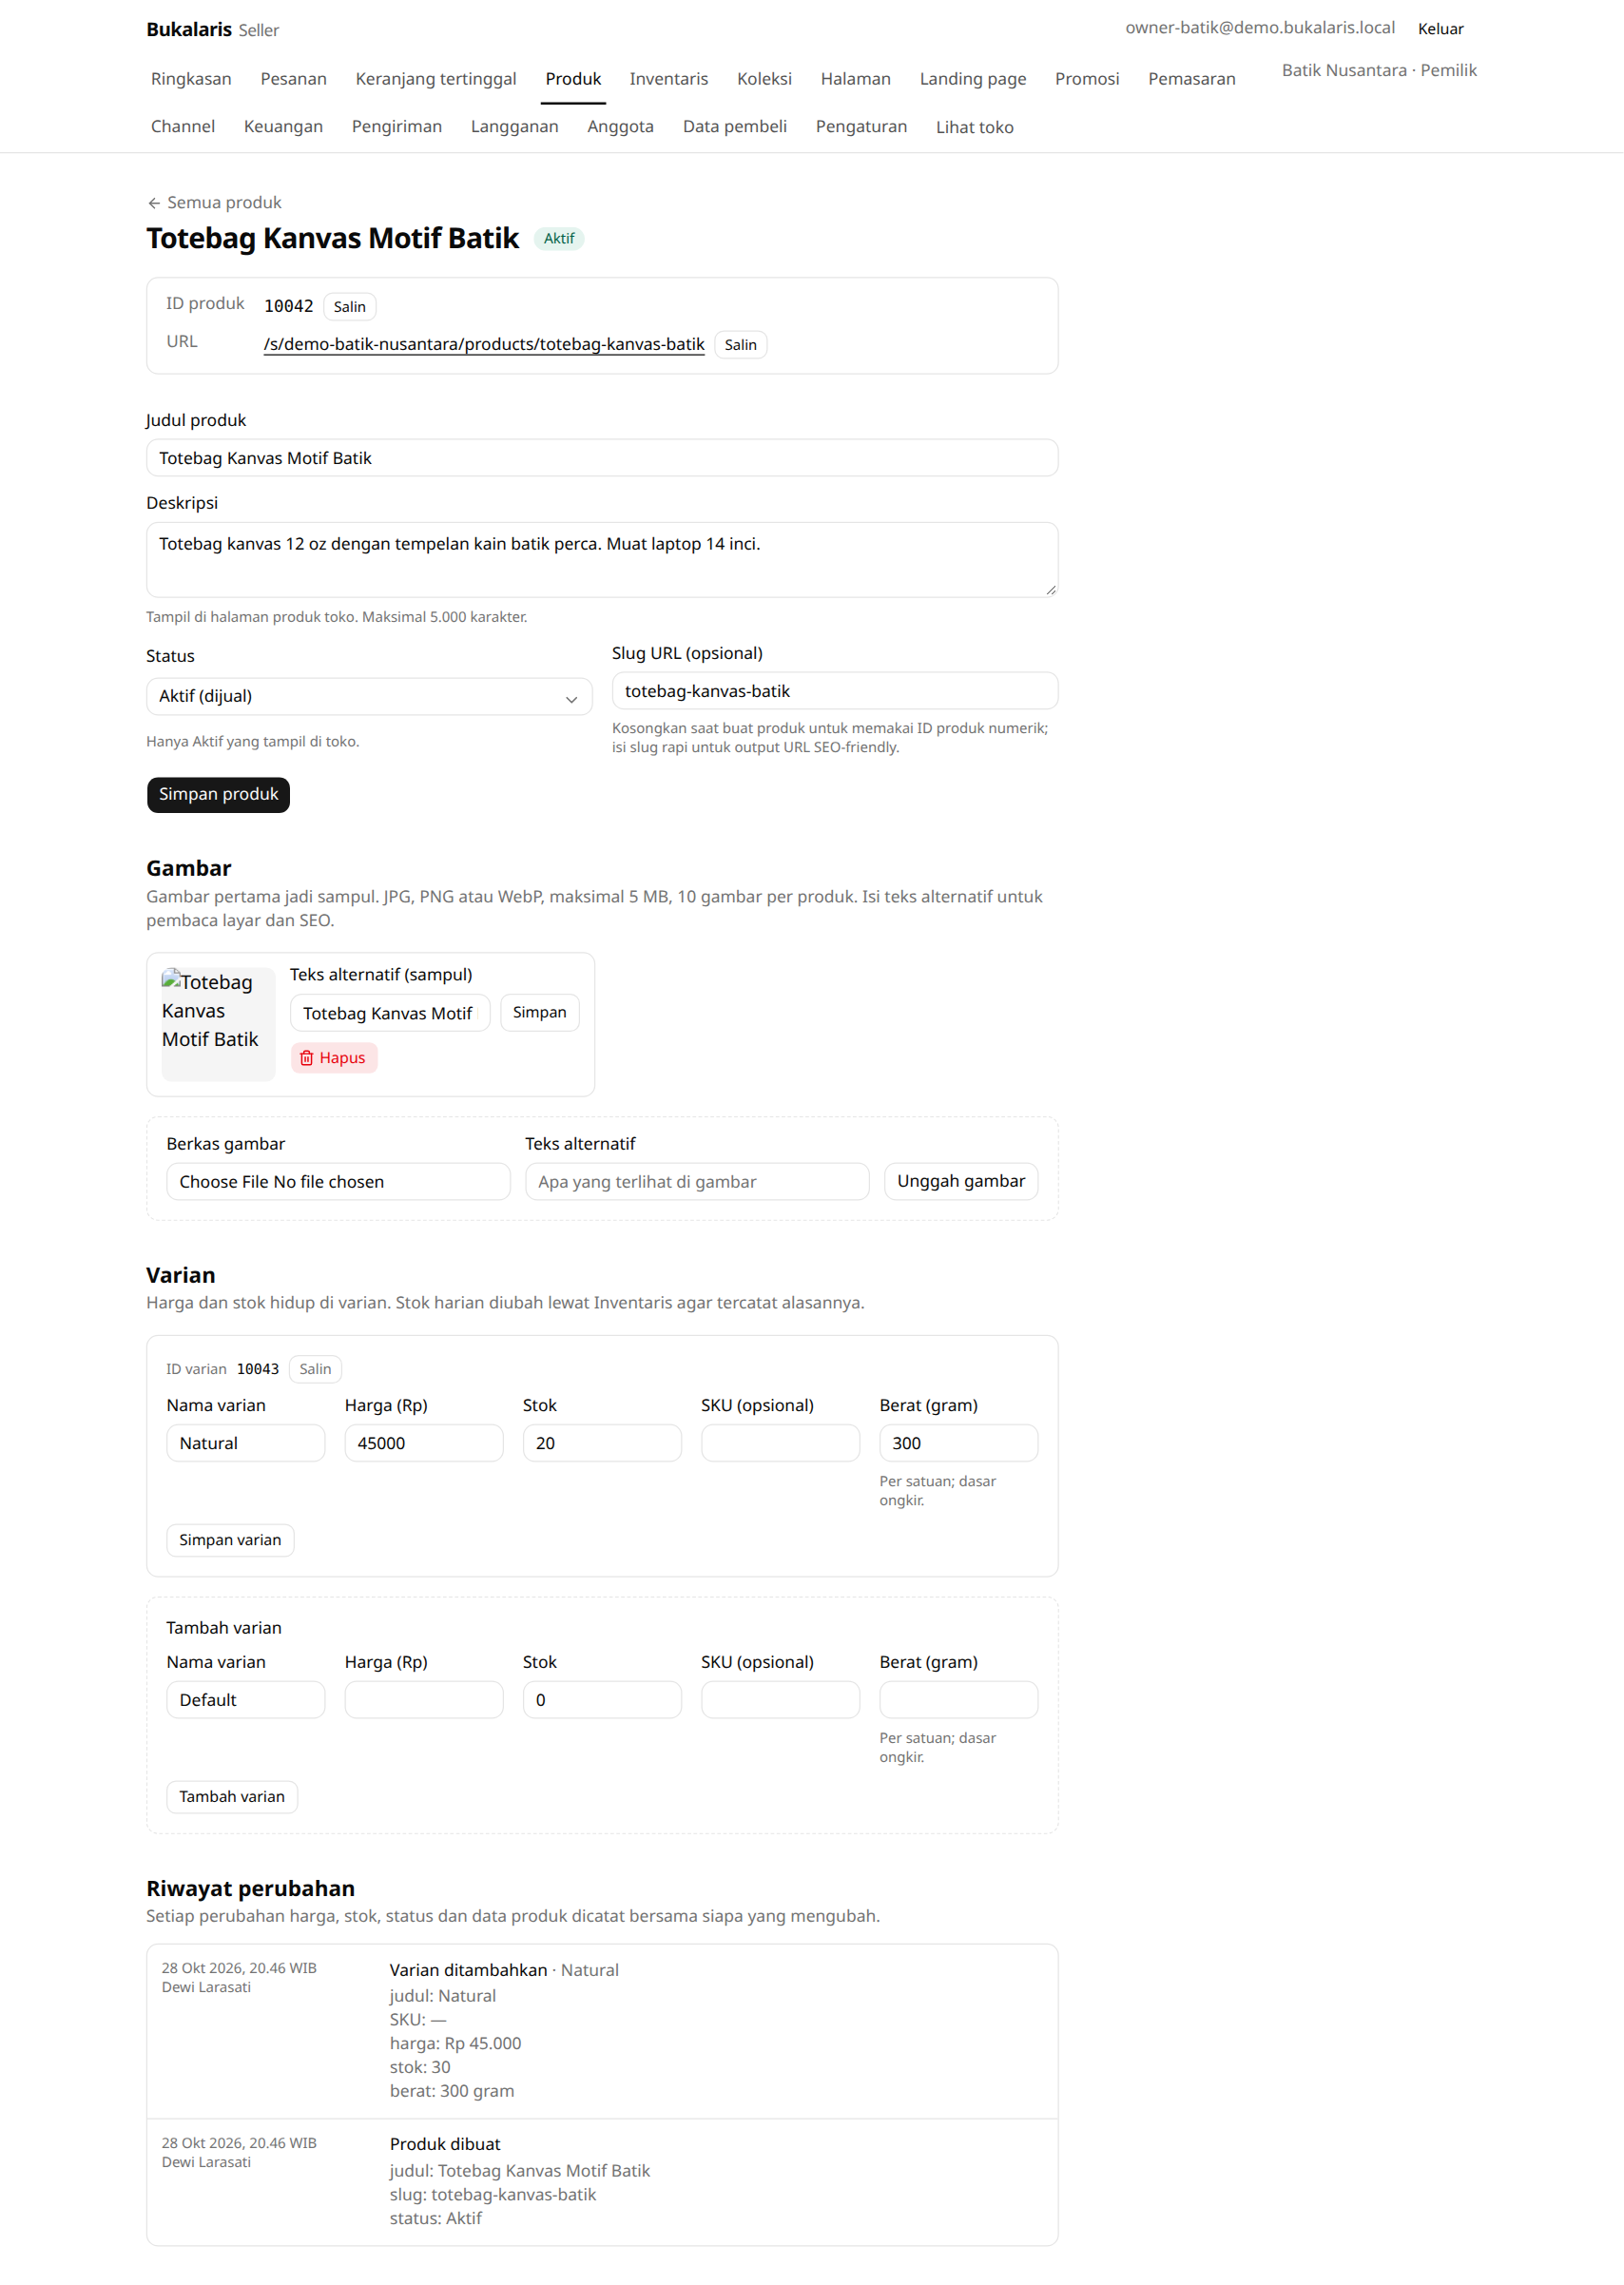 Bukalaris Seller
owner-batik@demo.bukalaris.local Keluar
Ringkasan Pesanan Keranjang tertinggal Produk Inventaris Koleksi Halaman Landing page Promosi Pemasaran
Batik Nusantara · Pemilik
Channel Keuangan Pengiriman Langganan Anggota Data pembeli Pengaturan Lihat toko
← Semua produk
Totebag Kanvas Motif Batik Aktif
ID produk 10042 Salin
URL /s/demo-batik-nusantara/products/totebag-kanvas-batik Salin
Judul produk
Totebag Kanvas Motif Batik
Deskripsi
Totebag kanvas 12 oz dengan tempelan kain batik perca. Muat laptop 14 inci.
Tampil di halaman produk toko. Maksimal 5.000 karakter.
Status
Aktif (dijual)
Hanya Aktif yang tampil di toko.
Slug URL (opsional)
totebag-kanvas-batik
Kosongkan saat buat produk untuk memakai ID produk numerik;
isi slug rapi untuk output URL SEO-friendly.
Simpan produk
Gambar
Gambar pertama jadi sampul. JPG, PNG atau WebP, maksimal 5 MB, 10 gambar per produk. Isi teks alternatif untuk
pembaca layar dan SEO.
Totebag
Kanvas
Motif Batik
Teks alternatif (sampul)
Totebag Kanvas Motif Simpan
Hapus
Berkas gambar Teks alternatif
Choose File No file chosen Apa yang terlihat di gambar Unggah gambar
Varian
Harga dan stok hidup di varian. Stok harian diubah lewat Inventaris agar tercatat alasannya.
ID varian 10043 Salin
Nama varian Harga (Rp) Stok SKU (opsional) Berat (gram)
Natural 45000 20 300
Per satuan; dasar
ongkir.
Simpan varian
Tambah varian
Nama varian Harga (Rp) Stok SKU (opsional) Berat (gram)
Default 0
Per satuan; dasar
ongkir.
Tambah varian
Riwayat perubahan
Setiap perubahan harga, stok, status dan data produk dicatat bersama siapa yang mengubah.
28 Okt 2026, 20.46 WIB
Dewi Larasati
Varian ditambahkan · Natural
judul: Natural
SKU: —
harga: Rp 45.000
stok: 30
berat: 300 gram
28 Okt 2026, 20.46 WIB
Dewi Larasati
Produk dibuat
judul: Totebag Kanvas Motif Batik
slug: totebag-kanvas-batik
status: Aktif